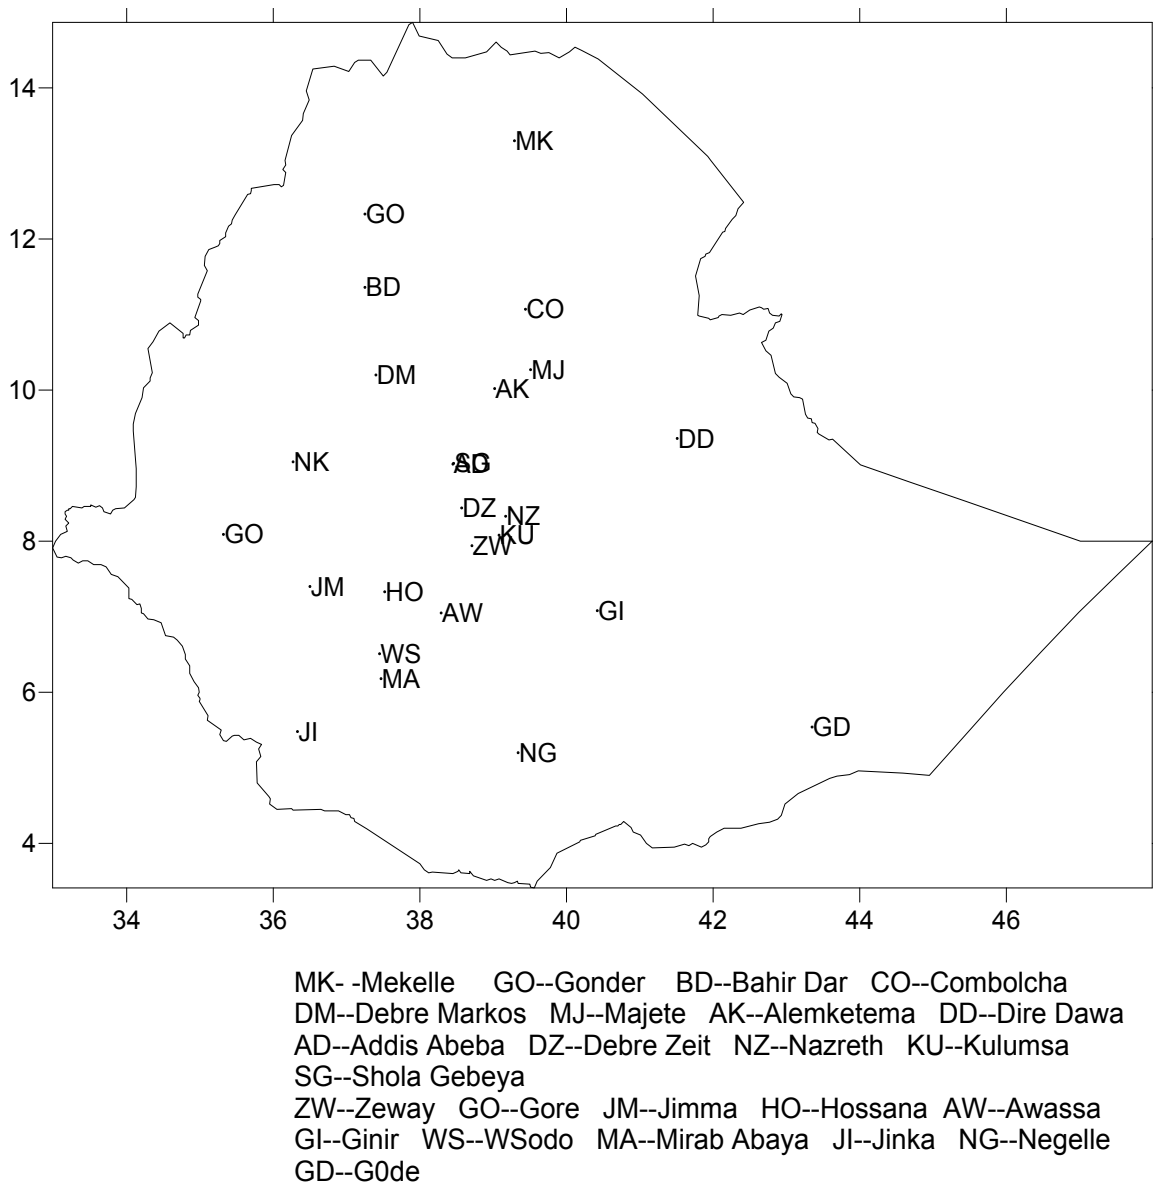 14
MK
GO
12
BD
CO
DM
MJ
10
AK
DD
NK
SG
AD
DZ
NZ
8
GO
KU
ZW
JM
HO
AW
GI
WS
MA
6
JI
GD
NG
4
34 36 38 40 42 44 46
MK- -Mekelle GO--Gonder BD--Bahir Dar CO--Combolcha
DM--Debre Markos MJ--Majete AK--Alemketema DD--Dire Dawa
AD--Addis Abeba DZ--Debre Zeit NZ--Nazreth KU--Kulumsa
SG--Shola Gebeya
ZW--Zeway GO--Gore JM--Jimma HO--Hossana AW--Awassa
GI--Ginir WS--WSodo MA--Mirab Abaya JI--Jinka NG--Negelle
GD--G0de